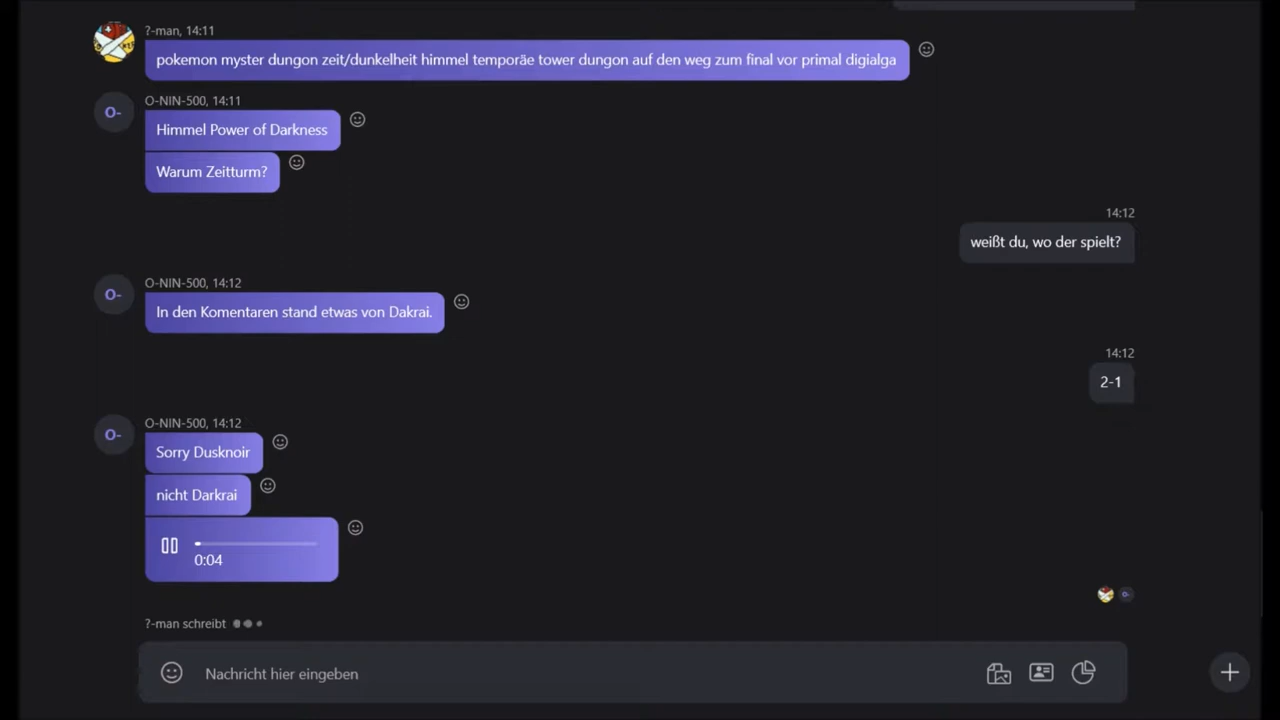 ?-man, 14:11
pokemon myster dungon zeit/dunkelheit himmel temporäe tower dungon auf den weg zum final vor primal digialga
O-
O-NIN-500, 14:11
Himmel Power of Darkness
Warum Zeitturm?
14:12
weißt du, wo der spielt?
O-
O-NIN-500, 14:12
In den Komentaren stand etwas von Dakrai.
14:12
2-1
O-
O-NIN-500, 14:12
Sorry Dusknoir
nicht Darkrai
0:04
O-
?-man schreibt
Nachricht hier eingeben